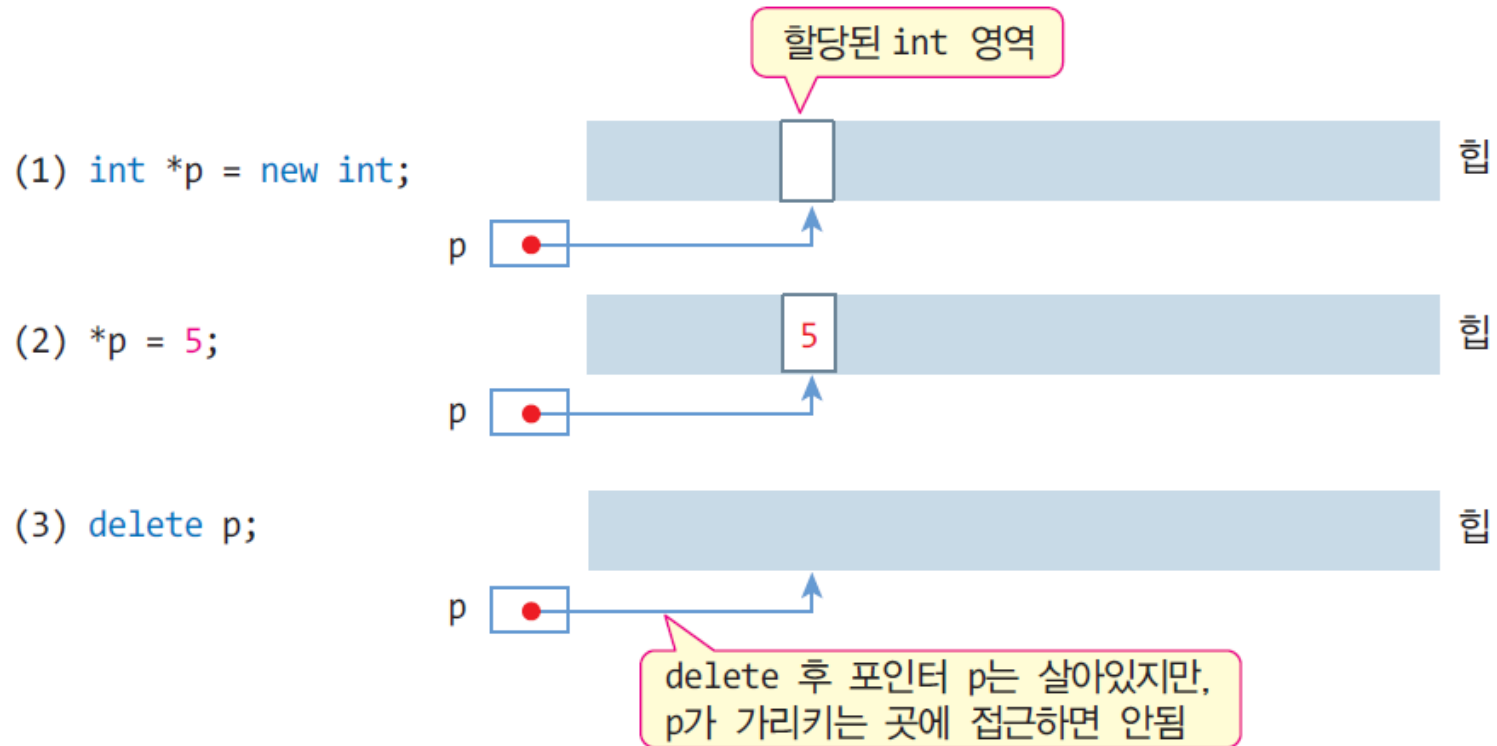 할당된 int 영역
(1) int *p = new int;
힙
p
(2) *p = 5;
5
힙
p
(3) delete p;
힙
p
delete 후 포인터 p는 살아있지만,
p가 가리키는 곳에 접근하면 안됨